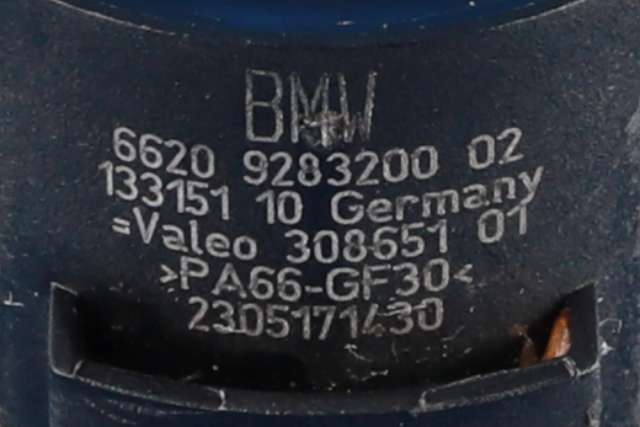 BMW
6620 9283200 02
133151 10 Germany
=Valeo 308651 01
>PA66-GF30<
2305171430